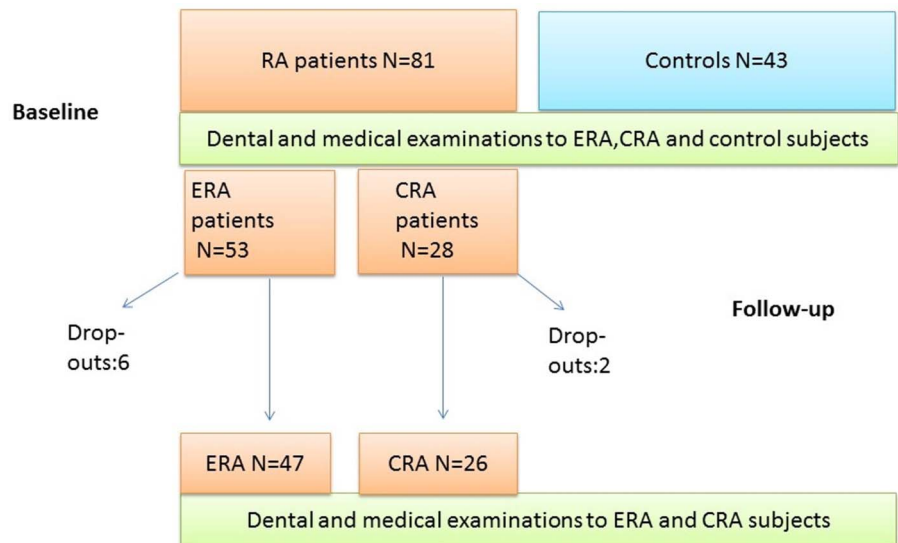 RA patients N=81
Controls N=43
Baseline
Dental and medical examinations to ERA,CRA and control subjects
ERA
patients
N=53
CRA
patients
N=28
Follow-up
Drop-
outs:6
Drop-
outs:2
ERA N=47
CRA N=26
Dental and medical examinations to ERA and CRA subjects